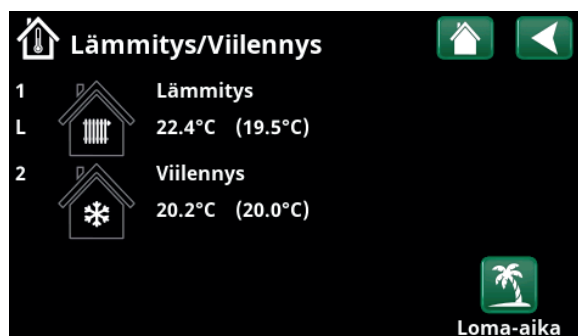 Lämmitys/Viilennys
1 Lämmitys
L 22.4°C (19.5°C)
2 Viilennys
20.2°C (20.0°C)
Loma-aika